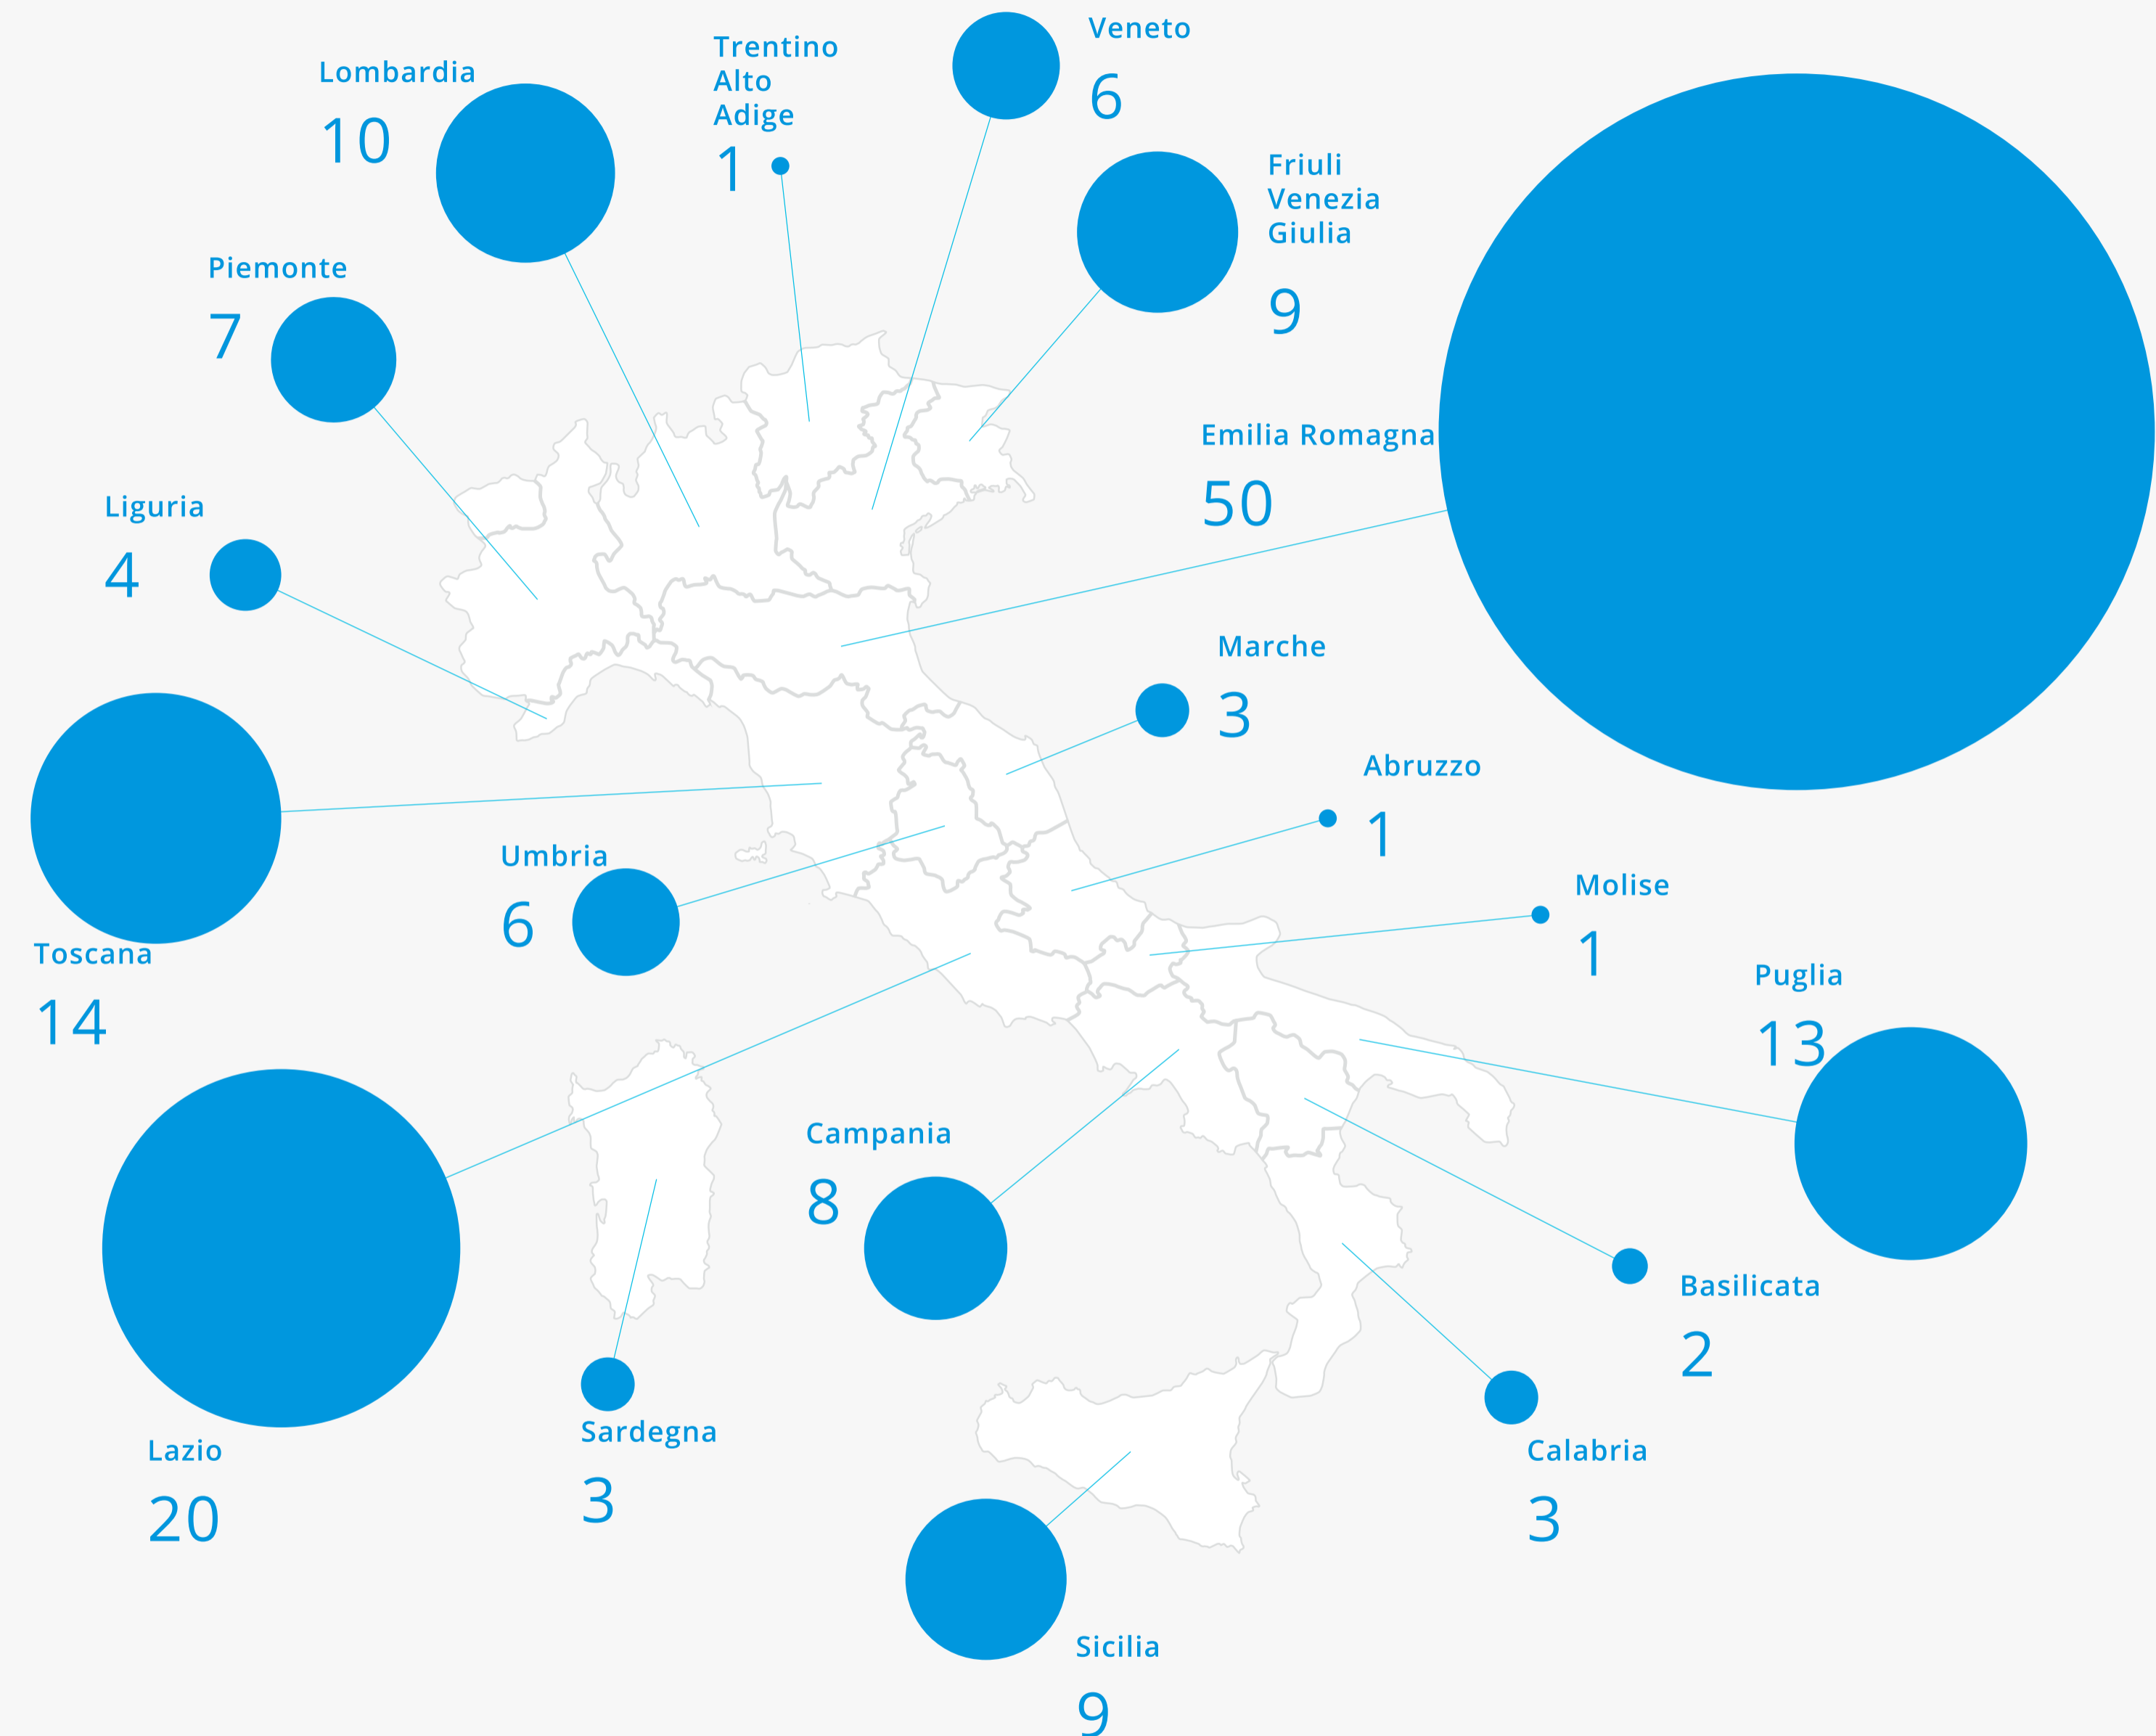 Veneto
6
Trentino
Alto
Adige
1
Lombardia
10
Friuli
Venezia
Giulia
9
Piemonte
7
Emilia Romagna
50
Liguria
4
Marche
3
Abruzzo
1
Umbria
6
Molise
1
Toscana
14
Puglia
13
Campania
8
Basilicata
2
Sardegna
3
Lazio
20
Calabria
3
Sicilia
9